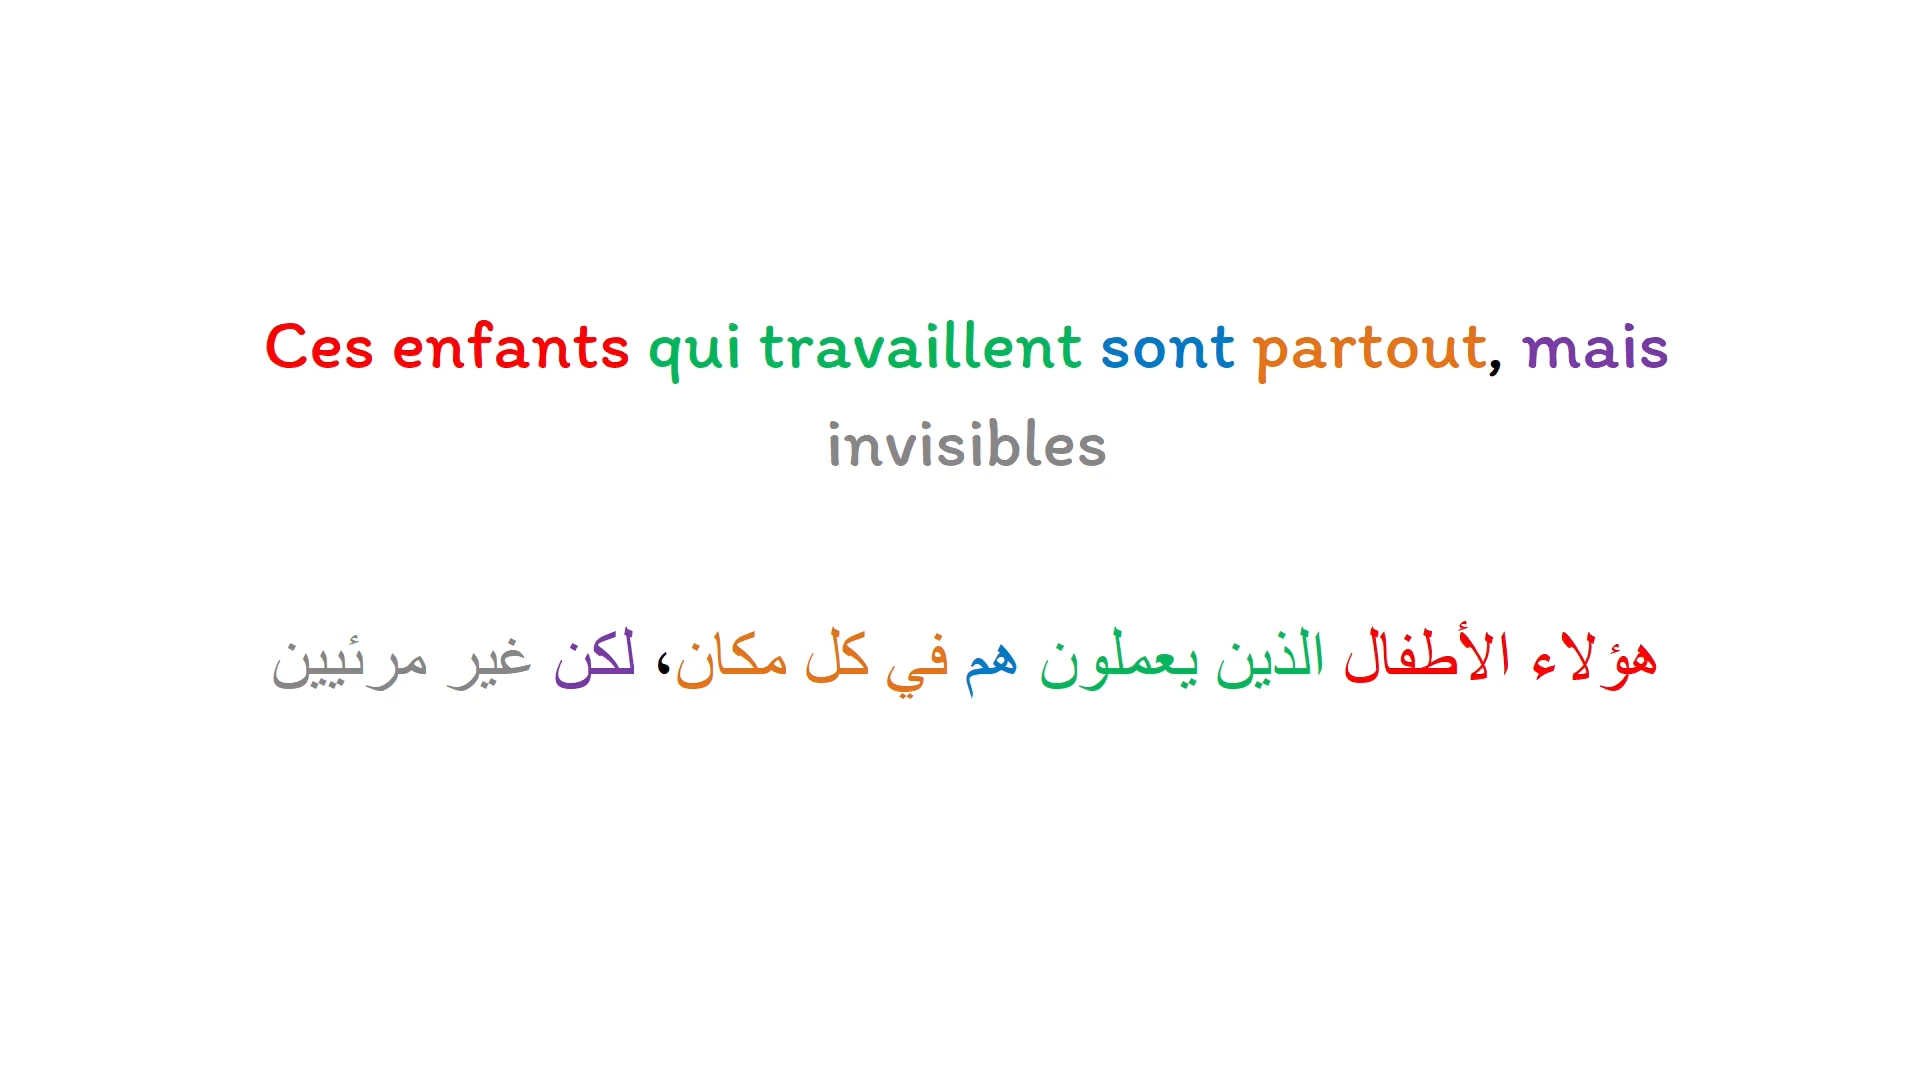 Ces enfants qui travaillent sont partout, mais
invisibles
هؤلاء الأطفال الذين يعملون هم في كل مكان، لكن غير مرئيين